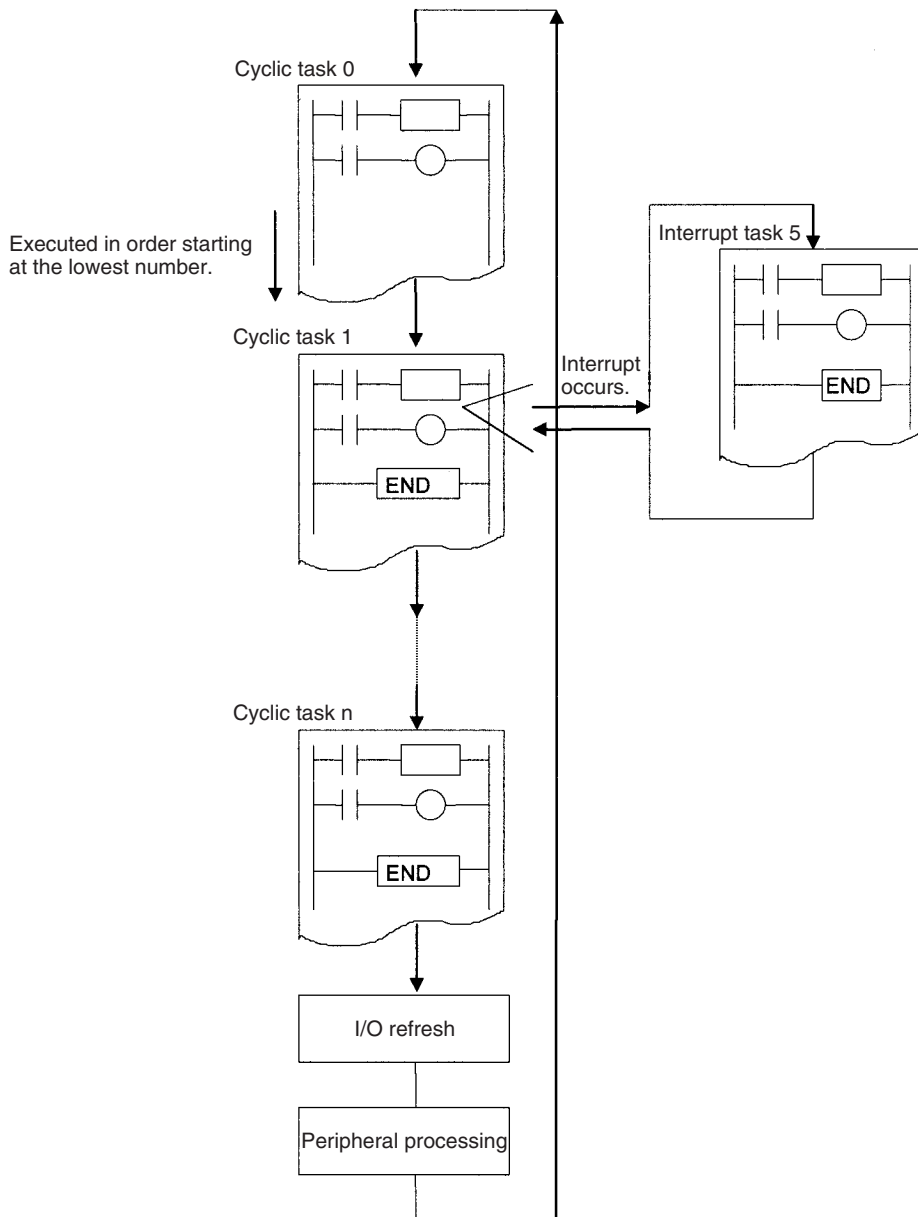 Cyclic task 0
Executed in order starting
at the lowest number.
Interrupt task 5
END
Cyclic task 1
Interrupt
occurs.
END
Cyclic task n
END
I/O refresh
Peripheral processing